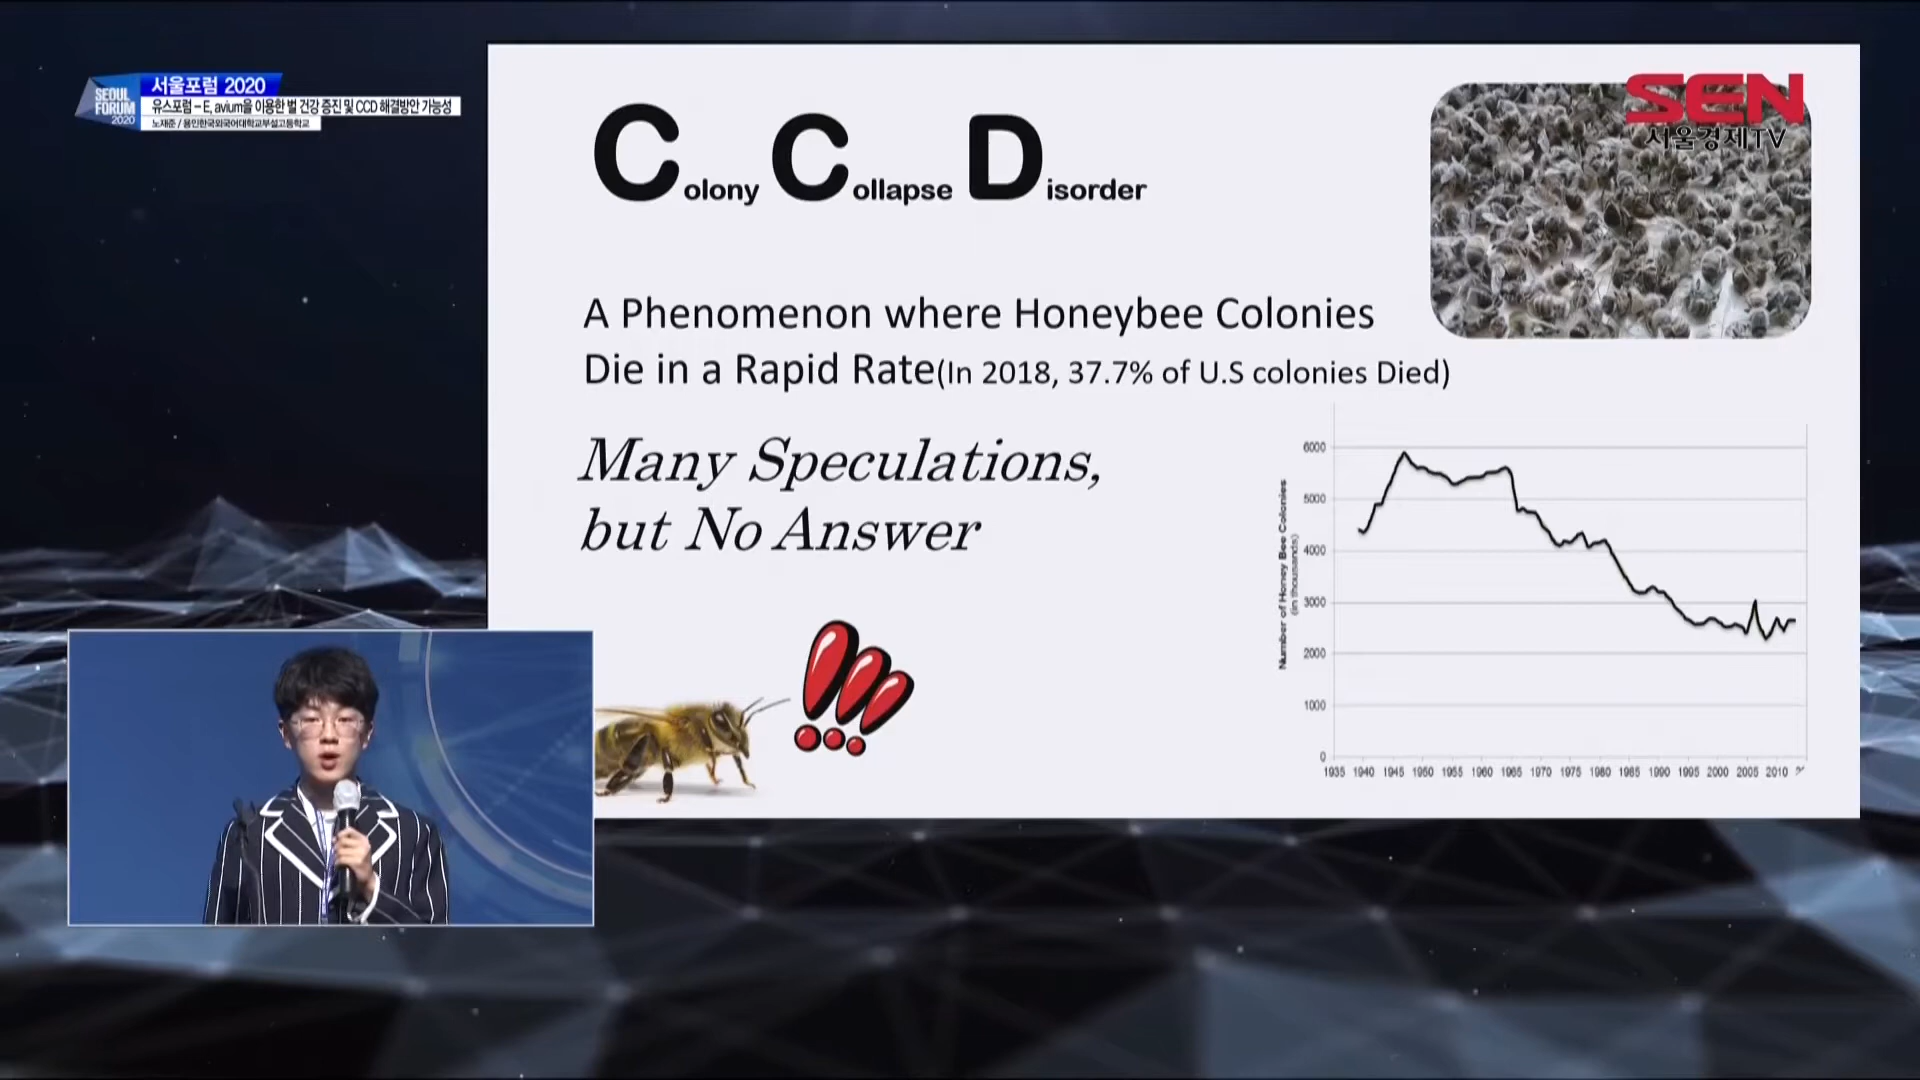 SEOUL
FORUM
2020
서울포럼 2020
유스포럼 – E, avium을 이용한 벌 건강 증진 및 CCD 해결방안 가능성
노재준 / 용인한국외국어대학교부설고등학교
SEN
서울경제TV
Colony Collapse Disorder
A Phenomenon where Honeybee Colonies
Die in a Rapid Rate(In 2018, 37.7% of U.S colonies Died)
Many Speculations,
but No Answer
Number of Honey Bee Colonies
(in thousands)
6000
5000
4000
3000
2000
1000
0
1935 1940 1945 1950 1955 1960 1965 1970 1975 1980 1985 1990 1995 2000 2005 2010